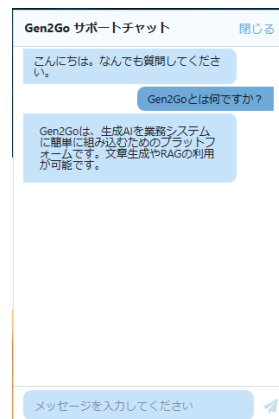 Gen2Go サポートチャット
閉じる
こんにちは。なんでも質問してくださ
い。
Gen2Goとは何ですか？
Gen2Goは、生成AIを業務システム
に簡単に組み込むためのプラットフ
ォームです。文章生成やRAGの利用
が可能です。
メッセージを入力してください